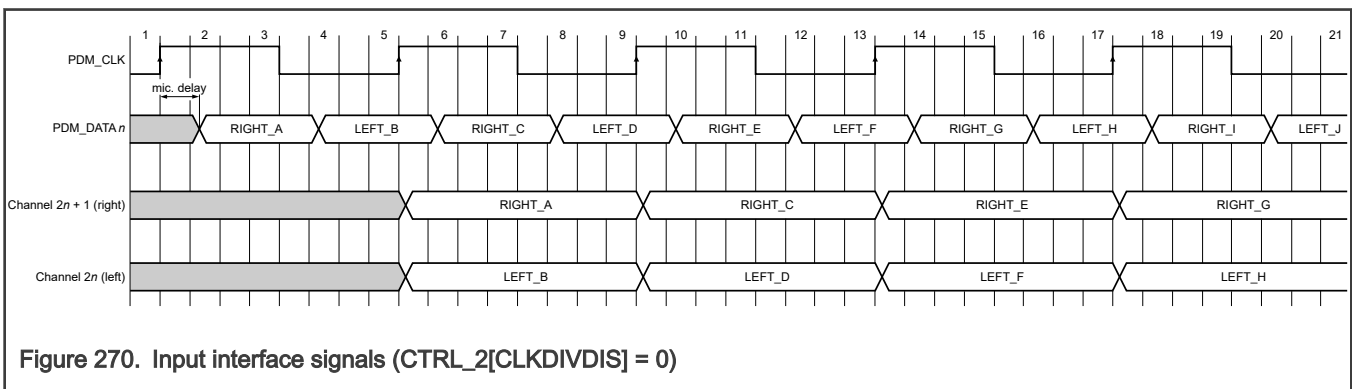 1 2 3 4 5 6 7 8 9 10 11 12 13 14 15 16 17 18 19 20 21
PDM_CLK
mic. delay
PDM_DATA n RIGHT_A LEFT_B RIGHT_C LEFT_D RIGHT_E LEFT_F RIGHT_G LEFT_H RIGHT_I LEFT_J
Channel 2n + 1 (right) RIGHT_A RIGHT_C RIGHT_E RIGHT_G
Channel 2n (left) LEFT_B LEFT_D LEFT_F LEFT_H
Figure 270. Input interface signals (CTRL_2[CLKDIVDIS] = 0)